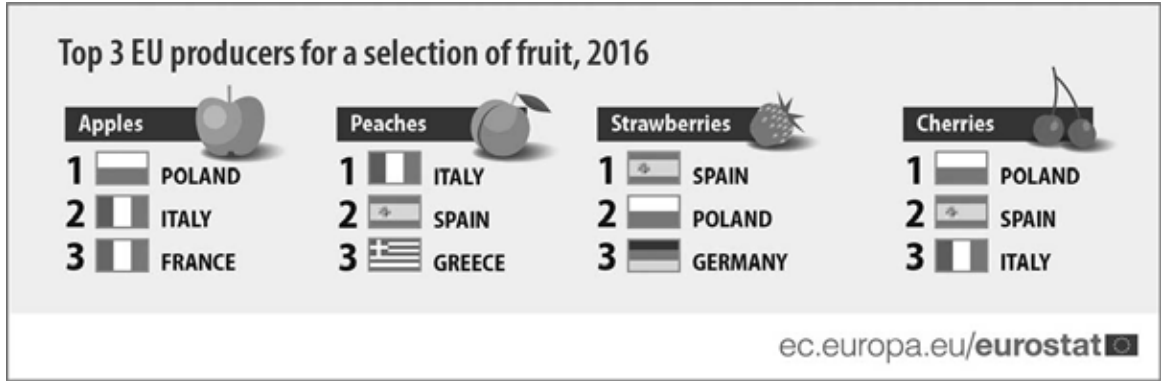 Top 3 EU producers for a selection of fruit, 2016
Apples
1 POLAND
2 ITALY
3 FRANCE
Peaches
1 ITALY
2 SPAIN
3 GREECE
Strawberries
1 SPAIN
2 POLAND
3 GERMANY
Cherries
1 POLAND
2 SPAIN
3 ITALY
ec.europa.eu/eurostat